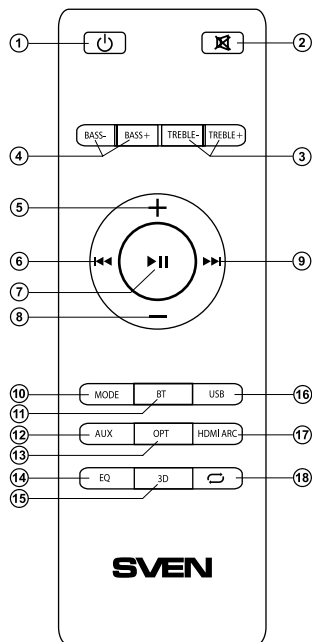 1 2
BASS- BASS+ TREBLE- TREBLE+
4 3
5
6 9
7
8
10 MODE BT USB 16
11
12 AUX OPT HDMI ARC 17
13
14 EQ 3D 18
15
SVEN